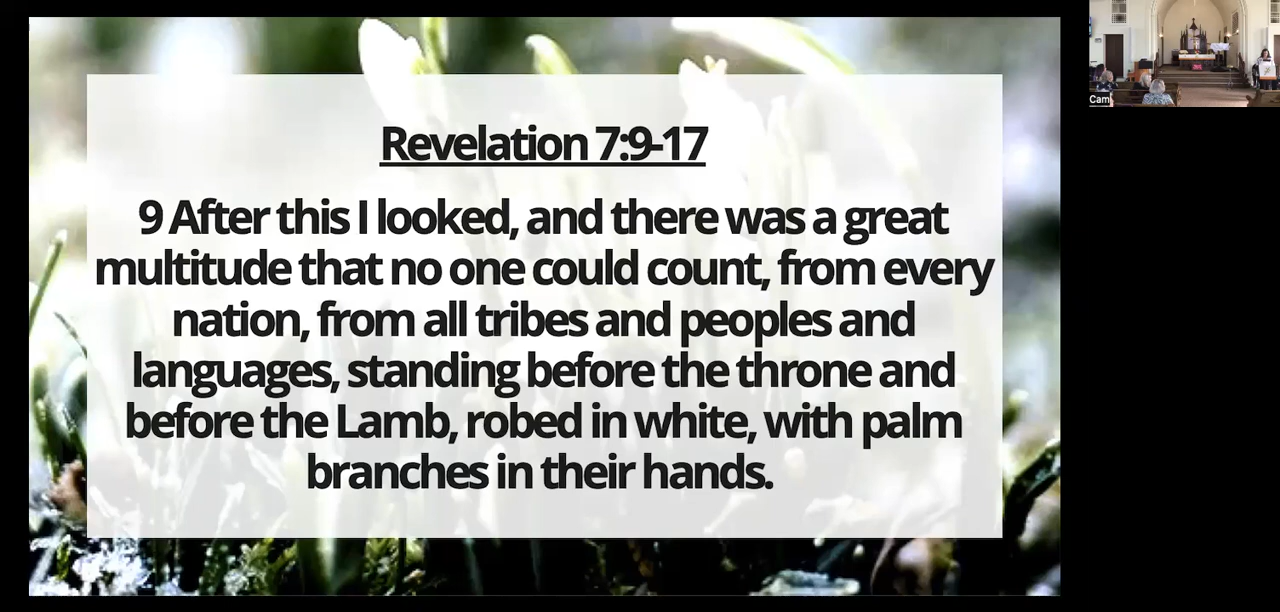 Revelation 7:9-17
9 After this I looked, and there was a great
multitude that no one could count, from every
nation, from all tribes and peoples and
languages, standing before the throne and
before the Lamb, robed in white, with palm
branches in their hands.
Cam